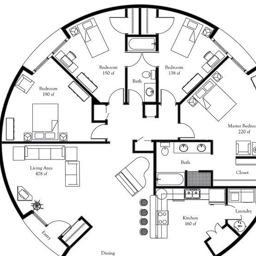 Bedroom
150 sf
Bedroom
138 sf
Bath
Bedroom
190 sf
Master Bedroom
220 sf
Bath
Living Area
478 sf
Closet
Kitchen
160 sf
Laundry
Entry
Dining